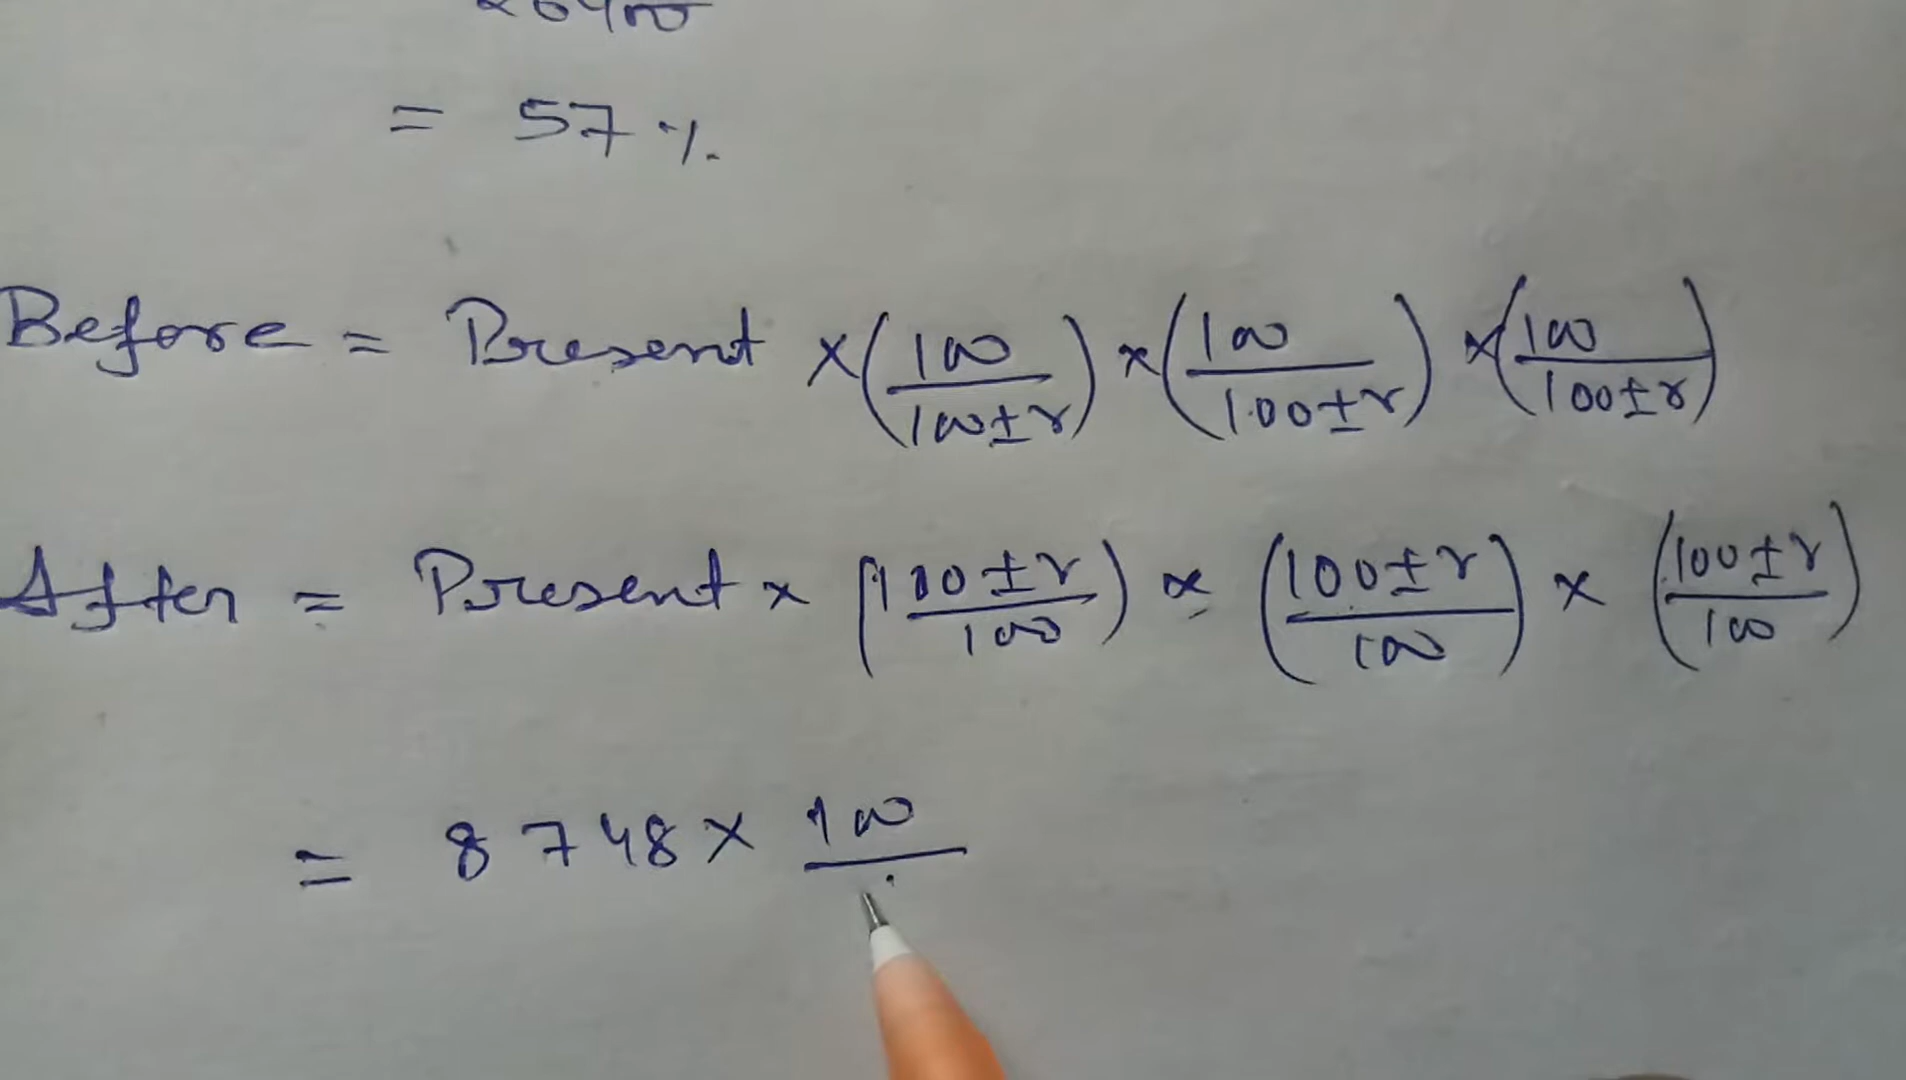 = 57 %
Before = Present × (100/100±r) × (100/100±r) × (100/100±r)
After = Present × (100±r/100) × (100±r/100) × (100±r/100)
= 8748 × 100/